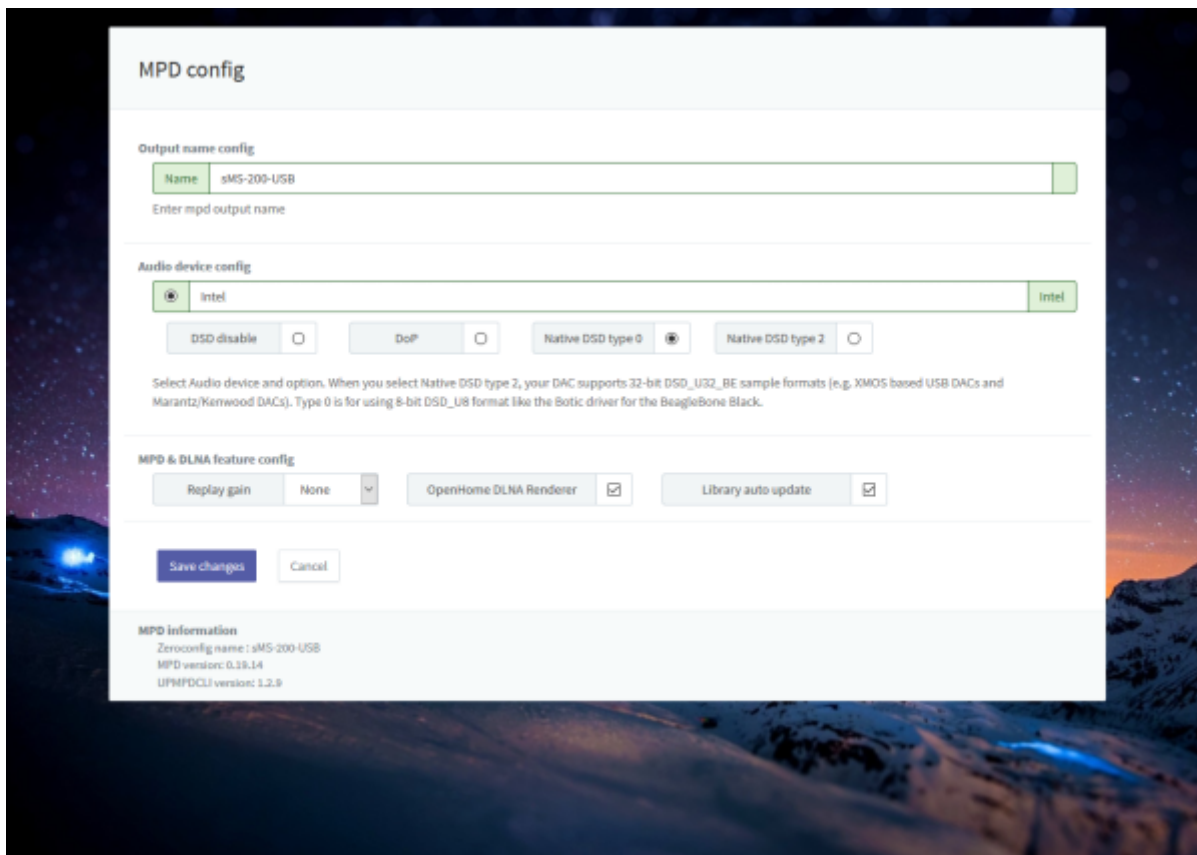 MPD config
Output name config
Name sMS-200-USB
Enter mpd output name
Audio device config
Intel Intel
DSD disable DoP Native DSD type 0 Native DSD type 2
Select Audio device and option. When you select Native DSD type 2, your DAC supports 32-bit DSD_U32_BE sample formats (e.g. XMOS based USB DACs and
Marantz/Kenwood DACs). Type 0 is for using 8-bit DSD_U8 format like the Botic driver for the BeagleBone Black.
MPD & DLNA feature config
Replay gain None OpenHome DLNA Renderer Library auto update
Save changes Cancel
MPD information
Zeroconfig name : sMS-200-USB
MPD version: 0.19.14
UPMPDCLI version: 1.2.9